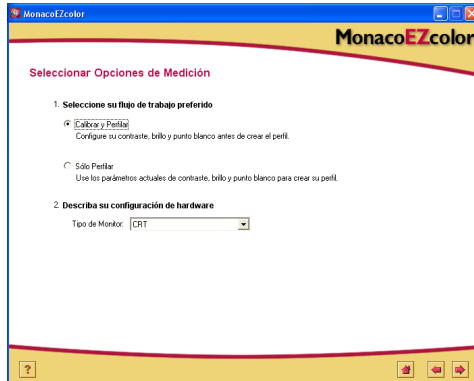 MonacoEZcolor
MonacoEZcolor
Seleccionar Opciones de Medición
1. Seleccione su flujo de trabajo preferido
Calibrar y Perfilar
Configure su contraste, brillo y punto blanco antes de crear el perfil.
Sólo Perfilar
Use los parámetros actuales de contraste, brillo y punto blanco para crear su perfil.
2. Describa su configuración de hardware
Tipo de Monitor: CRT
?